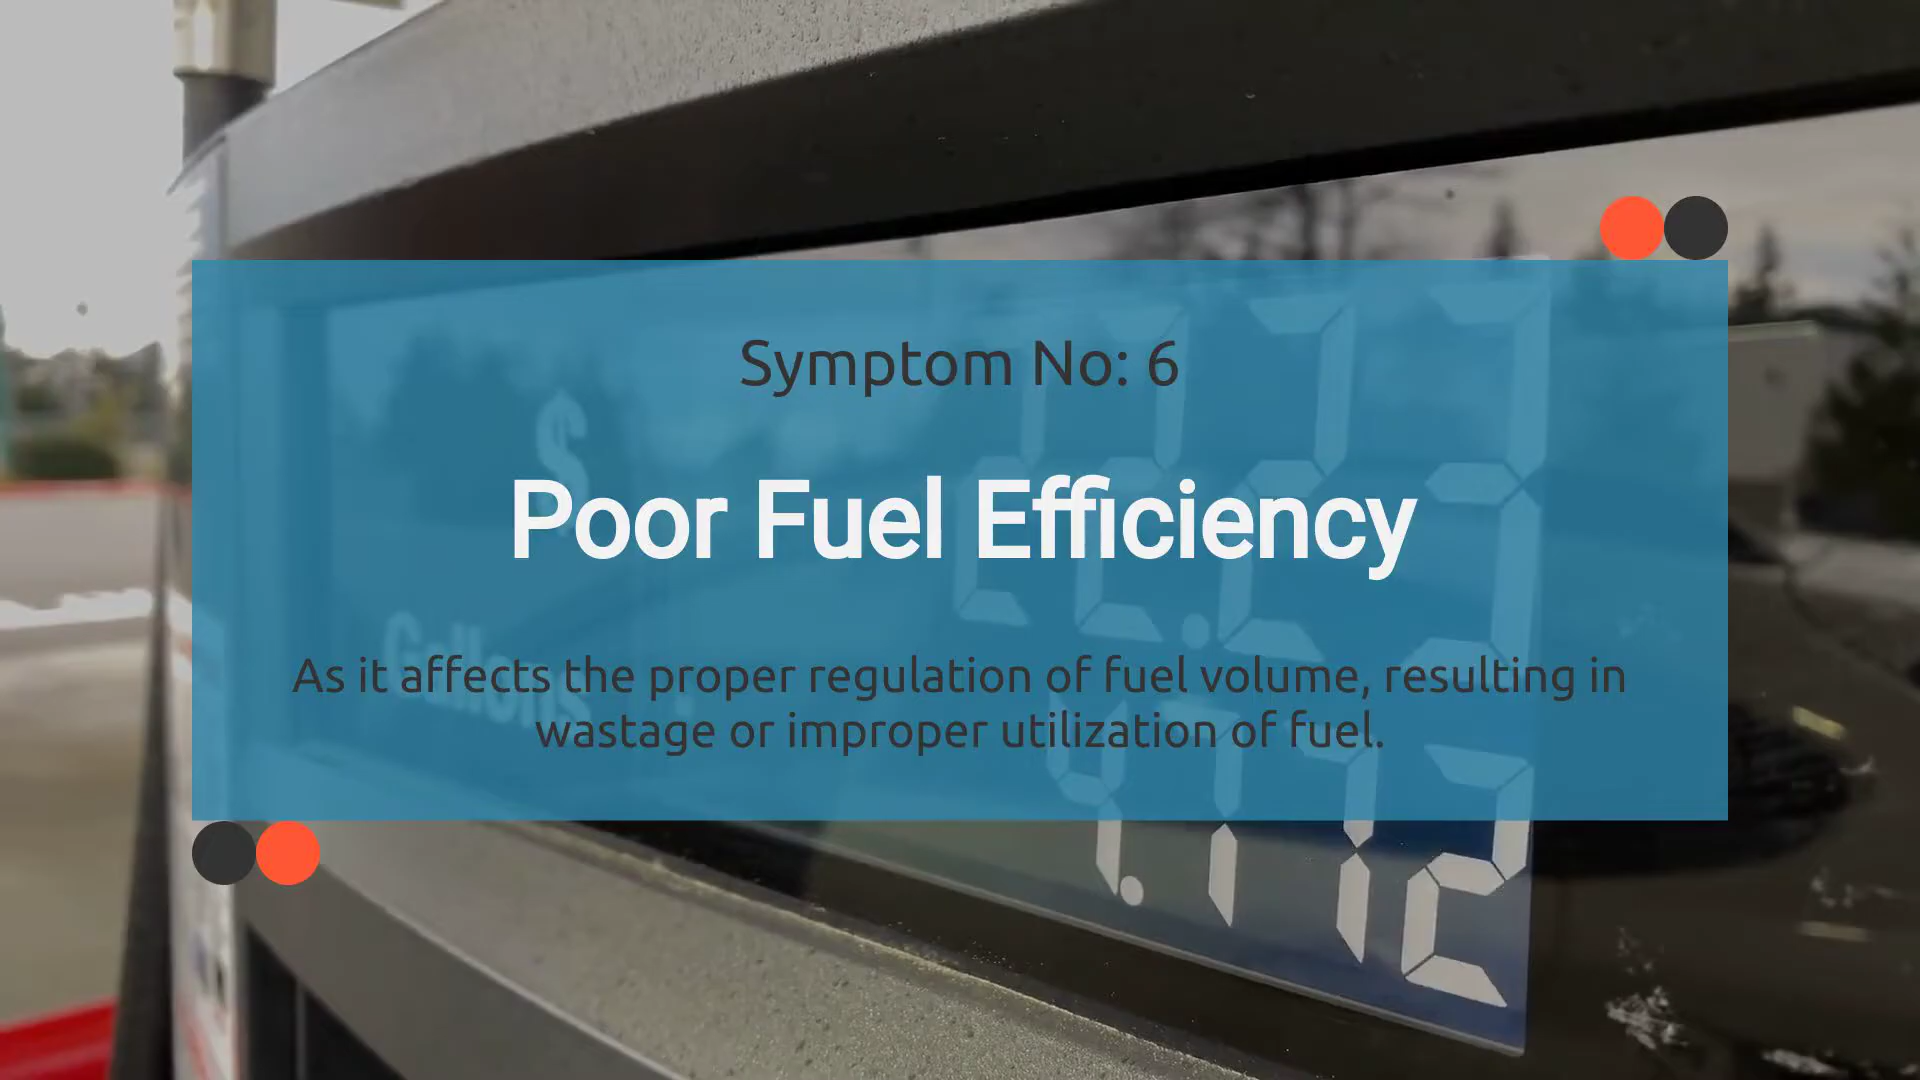 Symptom No: 6
$
Poor Fuel Efficiency
Gallons
As it affects the proper regulation of fuel volume, resulting in
wastage or improper utilization of fuel.